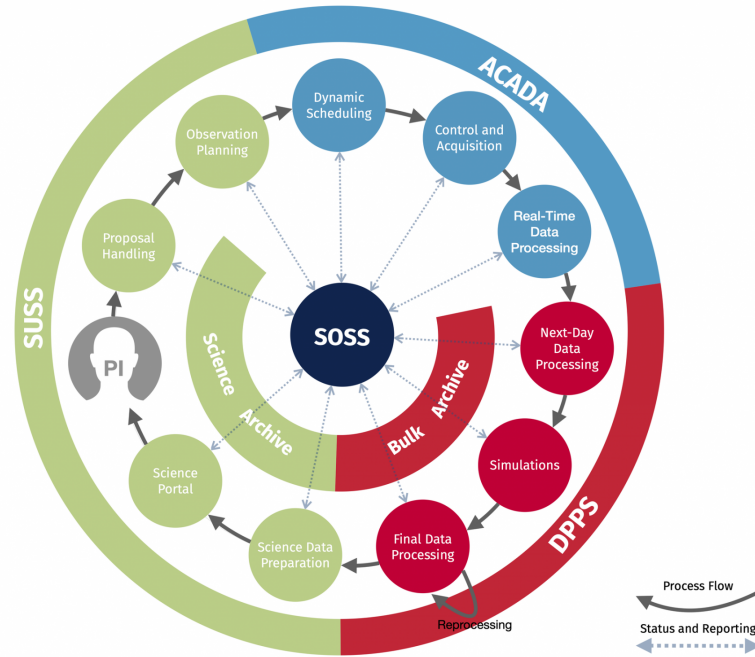 ACADA
Dynamic
Scheduling
Observation
Planning
Control and
Acquisition
Proposal
Handling
Real-Time
Data
Processing
SUSS
SOSS
PI
Next-Day
Data
Processing
Science
Archive
Bulk
Archive
Science
Portal
Simulations
DPPS
Science Data
Preparation
Final Data
Processing
Reprocessing
Process Flow
Status and Reporting